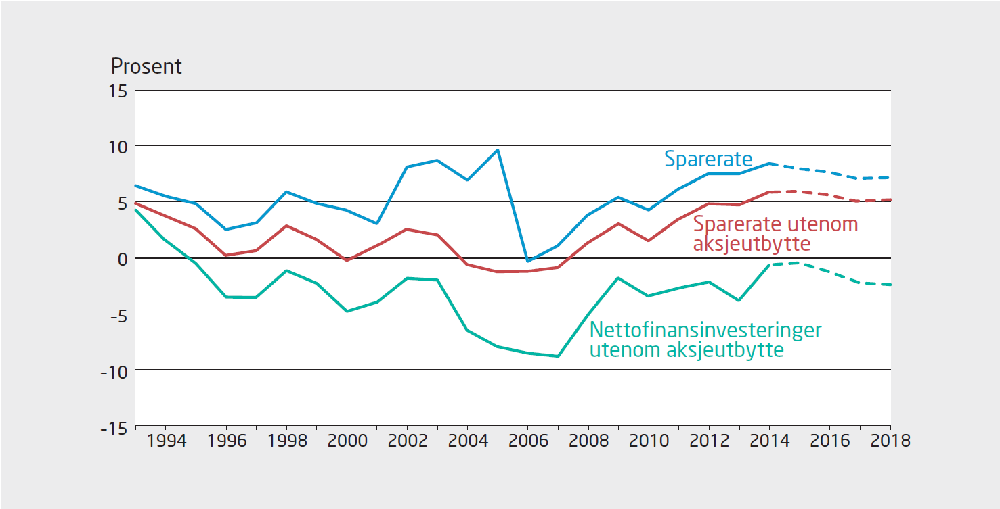 Prosent
15
10
5
0
-5
-10
-15
Sparerate
Sparerate utenom
aksjeutbytte
Nettofinansinvesteringer
utenom aksjeutbytte
1994 1996 1998 2000 2002 2004 2006 2008 2010 2012 2014 2016 2018